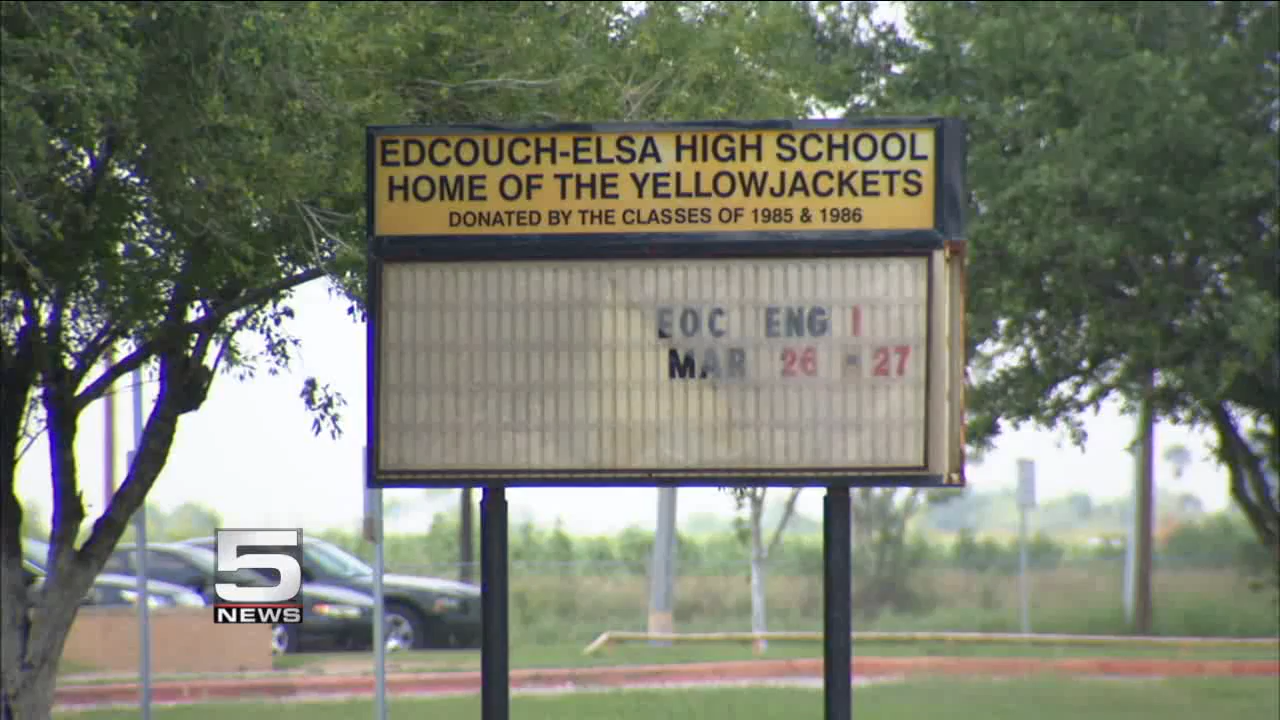 EDCOUCH-ELSA HIGH SCHOOL
HOME OF THE YELLOWJACKETS
DONATED BY THE CLASSES OF 1985 & 1986
EOC ENG I
MAR 26 - 27
5
NEWS